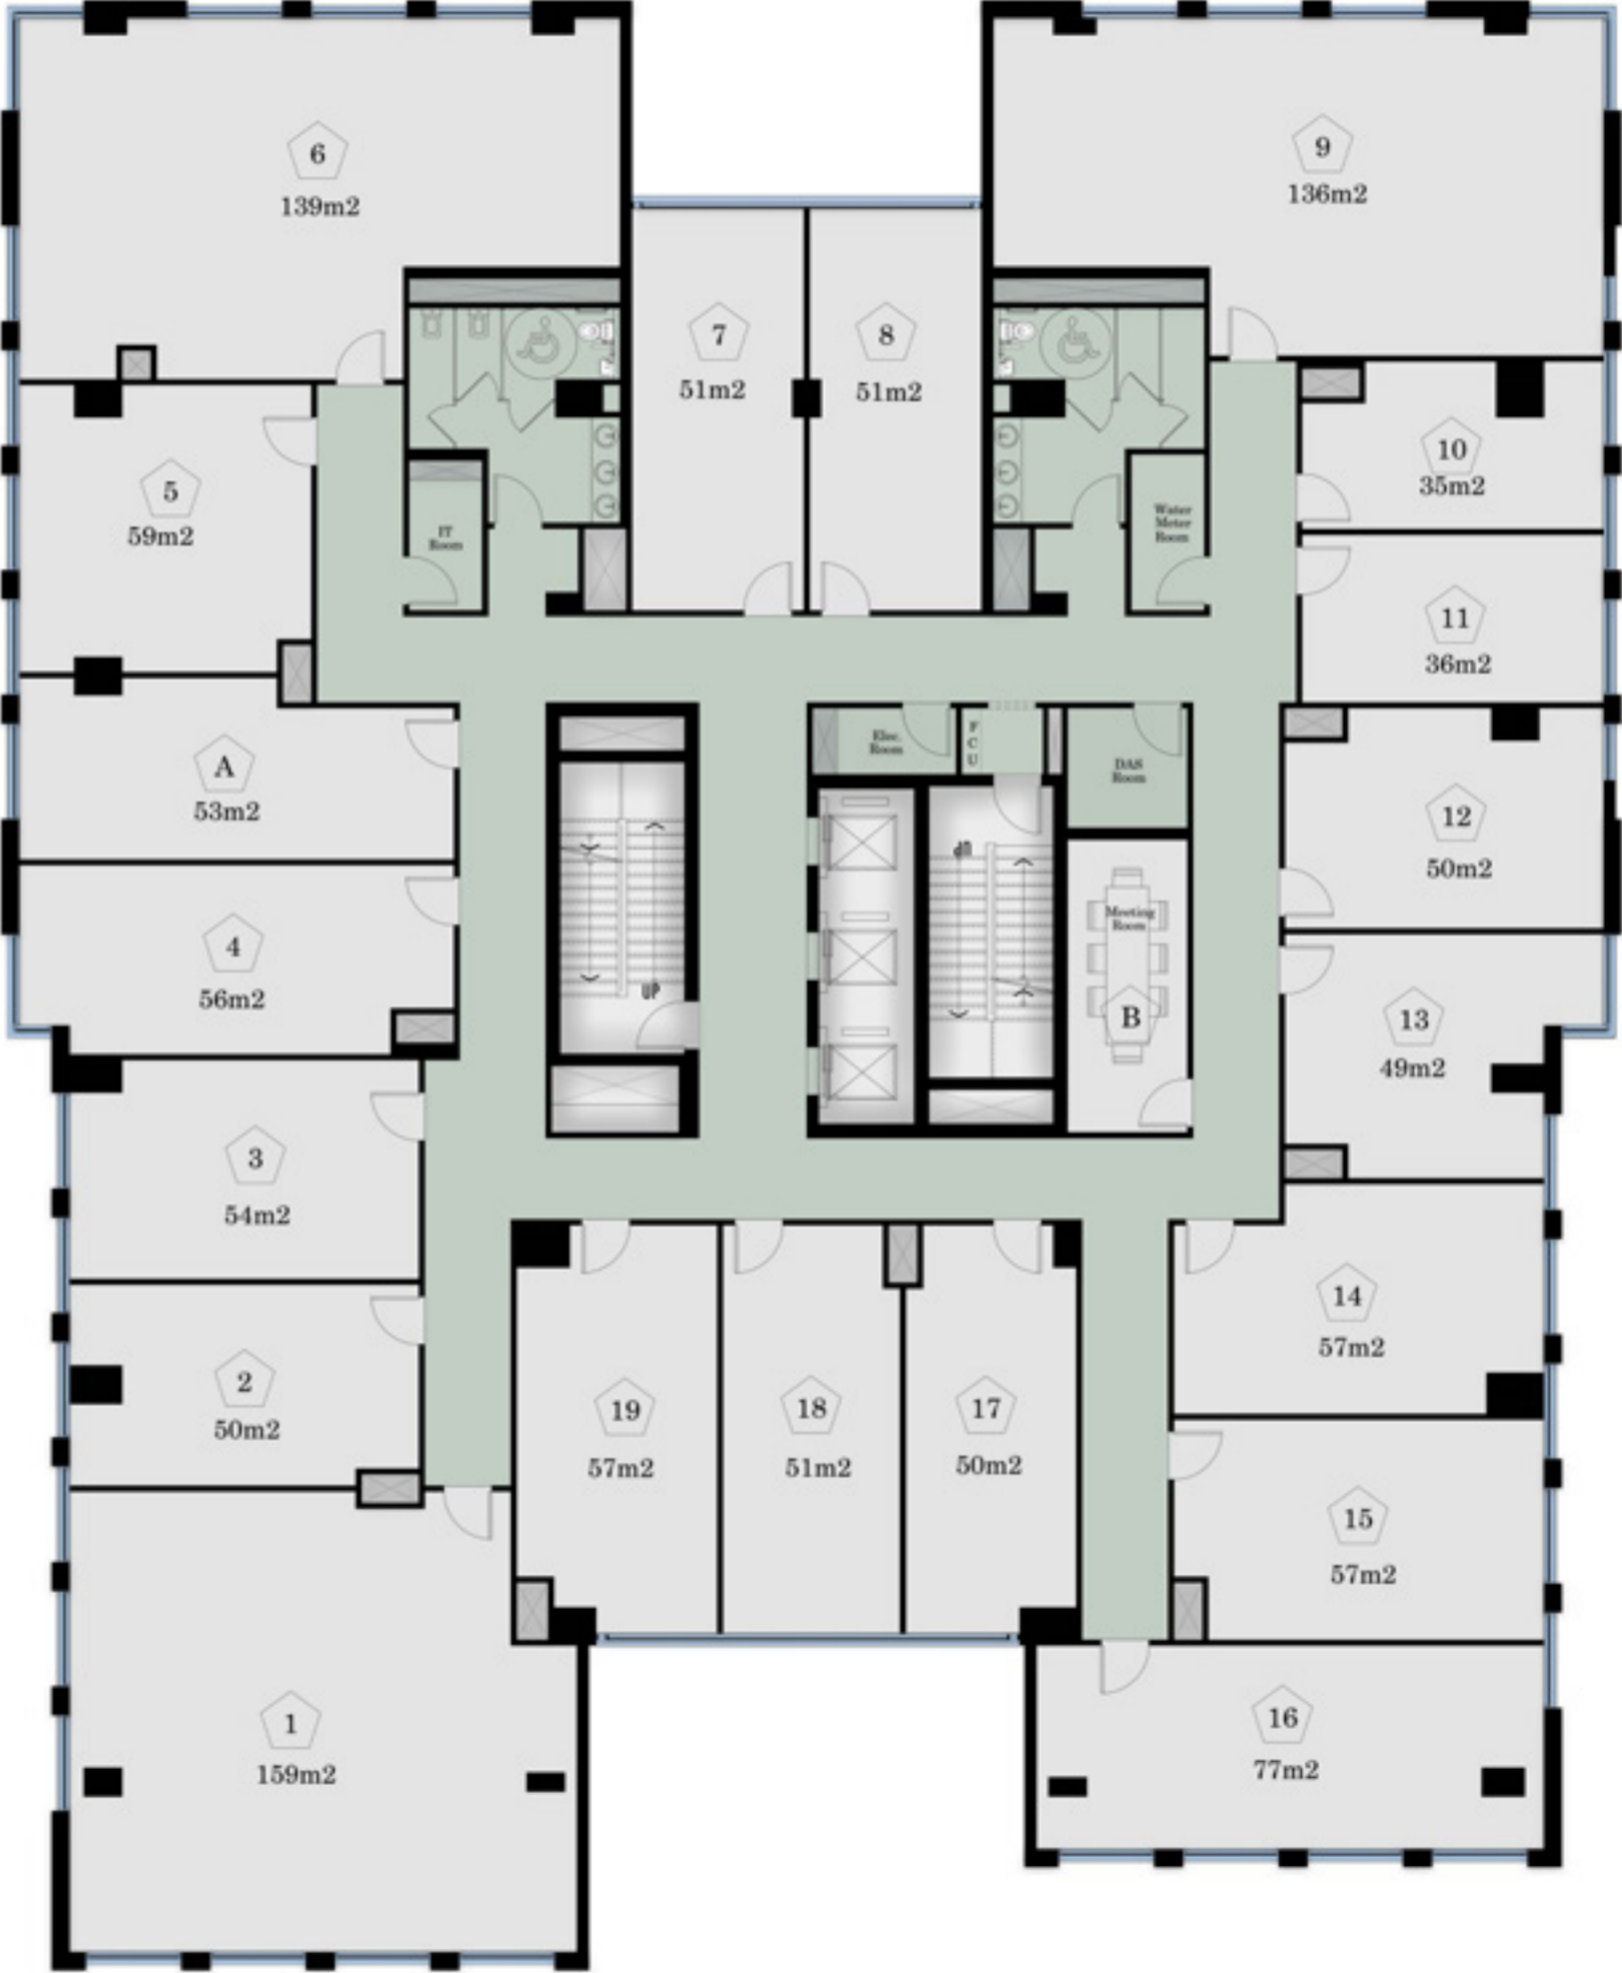 6
139m2
9
136m2
7
51m2
8
51m2
5
59m2
IT
Room
Water
Meter
Room
10
35m2
11
36m2
A
53m2
Elec.
Room
F
C
U
DAS
Room
12
50m2
4
56m2
UP
UP
Meeting
Room
B
13
49m2
3
54m2
14
57m2
2
50m2
19
57m2
18
51m2
17
50m2
15
57m2
1
159m2
16
77m2